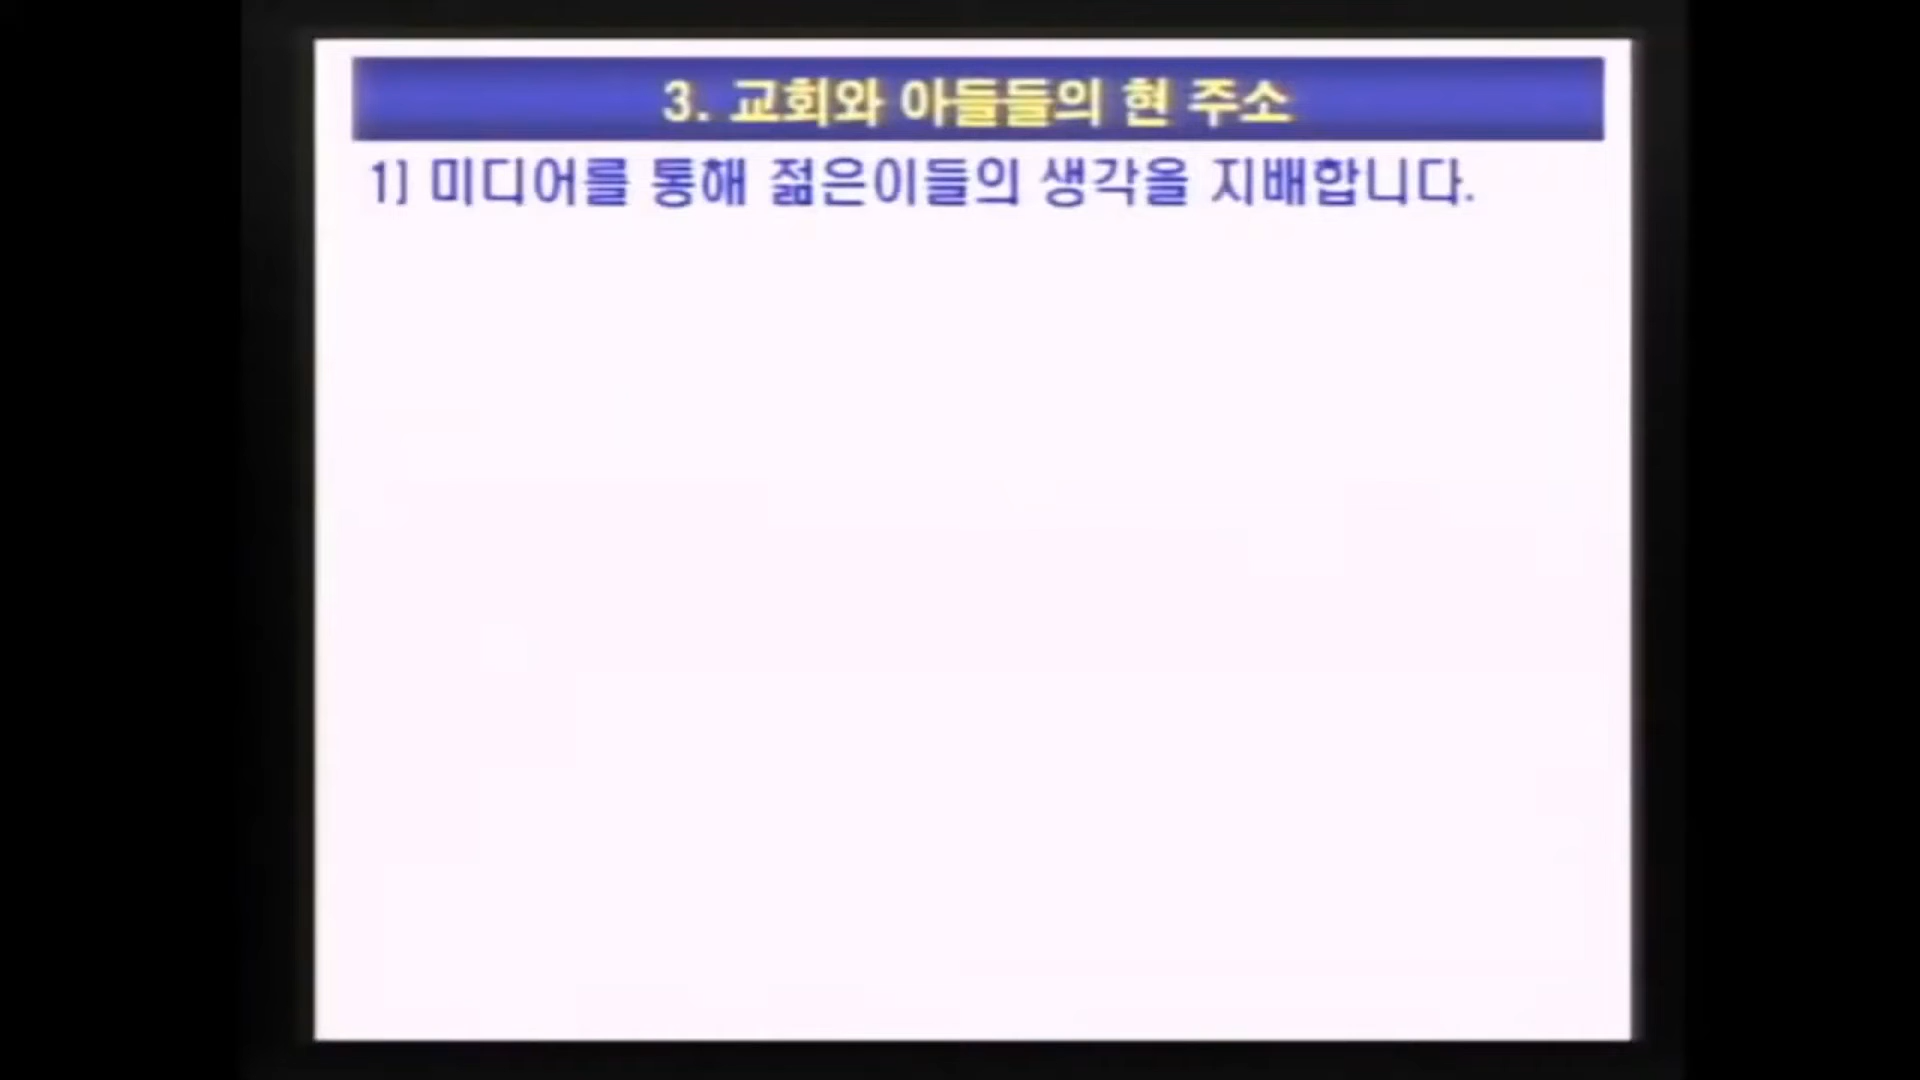 3. 교회와 아들들의 현 주소
1) 미디어를 통해 젊은이들의 생각을 지배합니다.